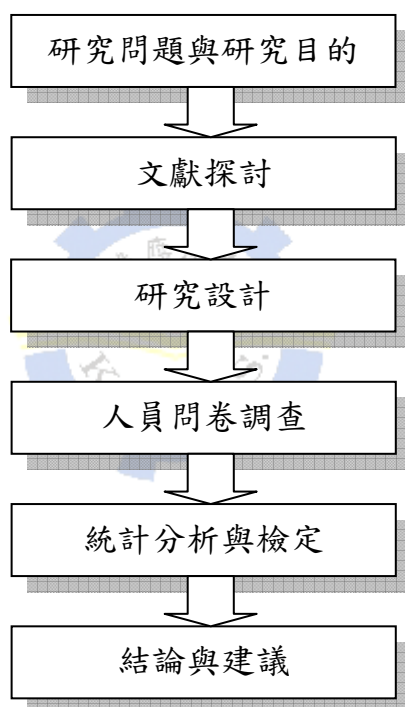 研究問題與研究目的
文獻探討
研究設計
人員問卷調查
統計分析與檢定
結論與建議